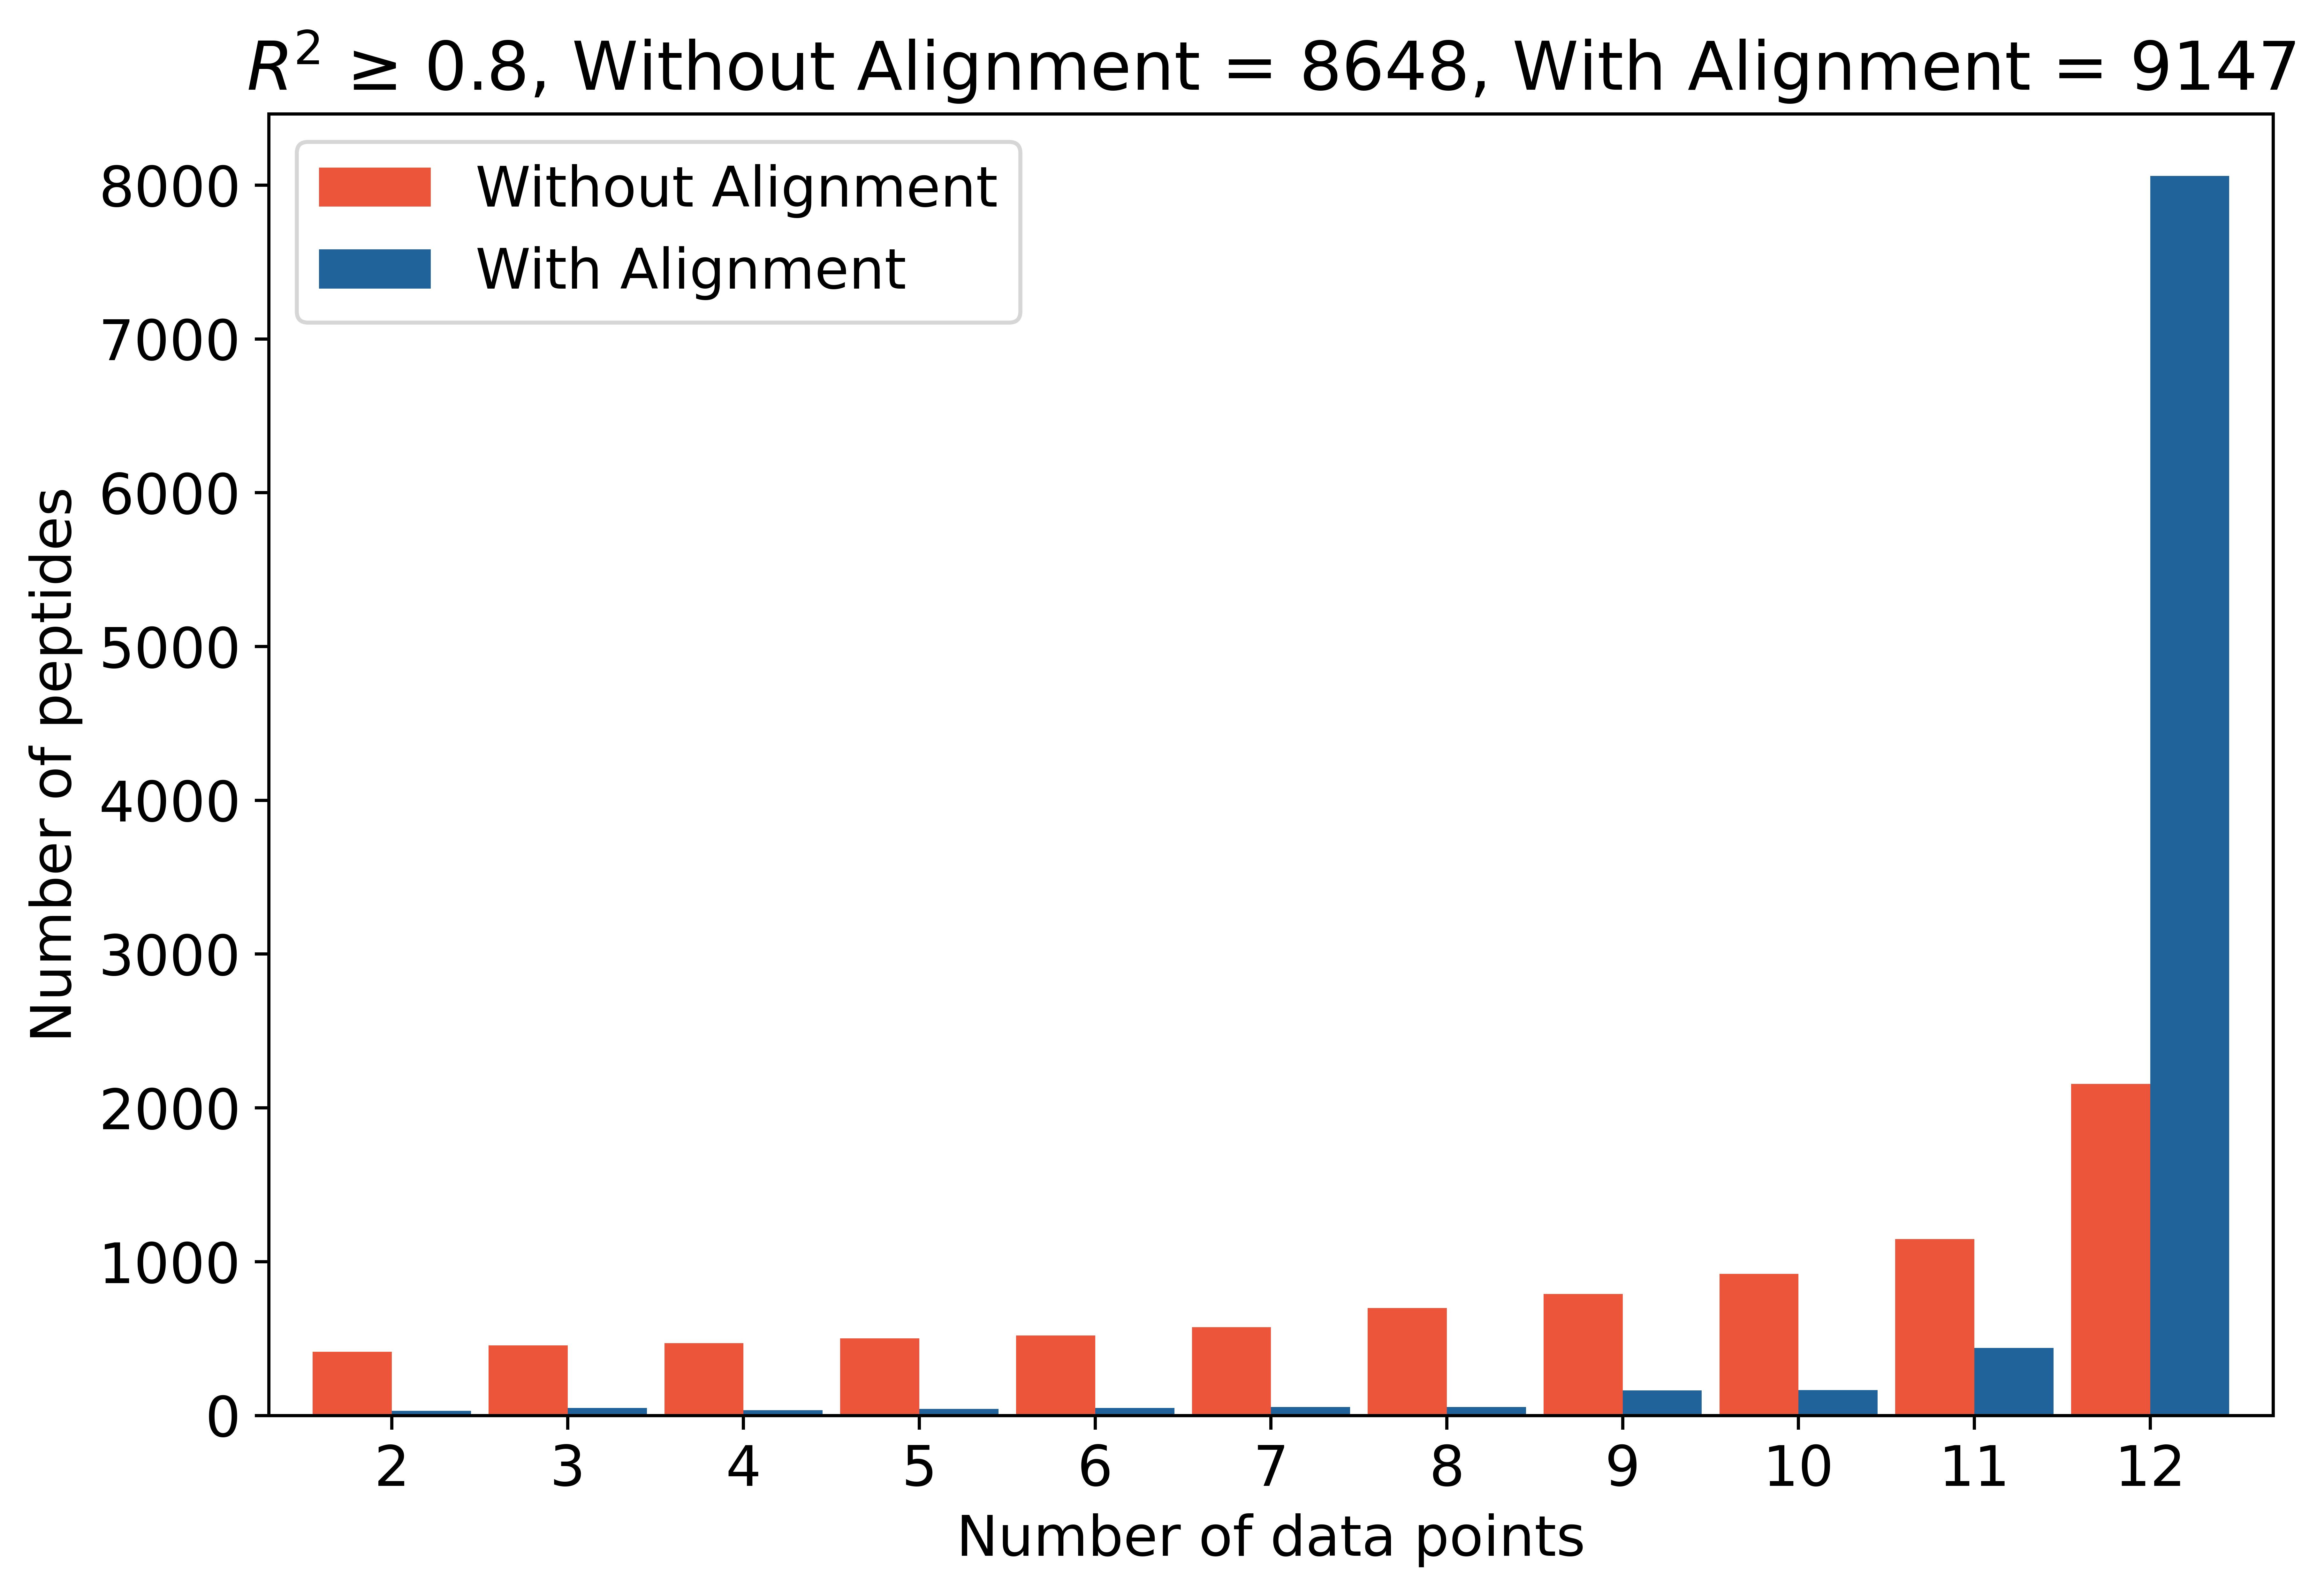 R² ≥ 0.8, Without Alignment = 8648, With Alignment = 9147
Without Alignment
With Alignment
8000
7000
6000
5000
4000
3000
2000
1000
0
Number of peptides
2 3 4 5 6 7 8 9 10 11 12
Number of data points